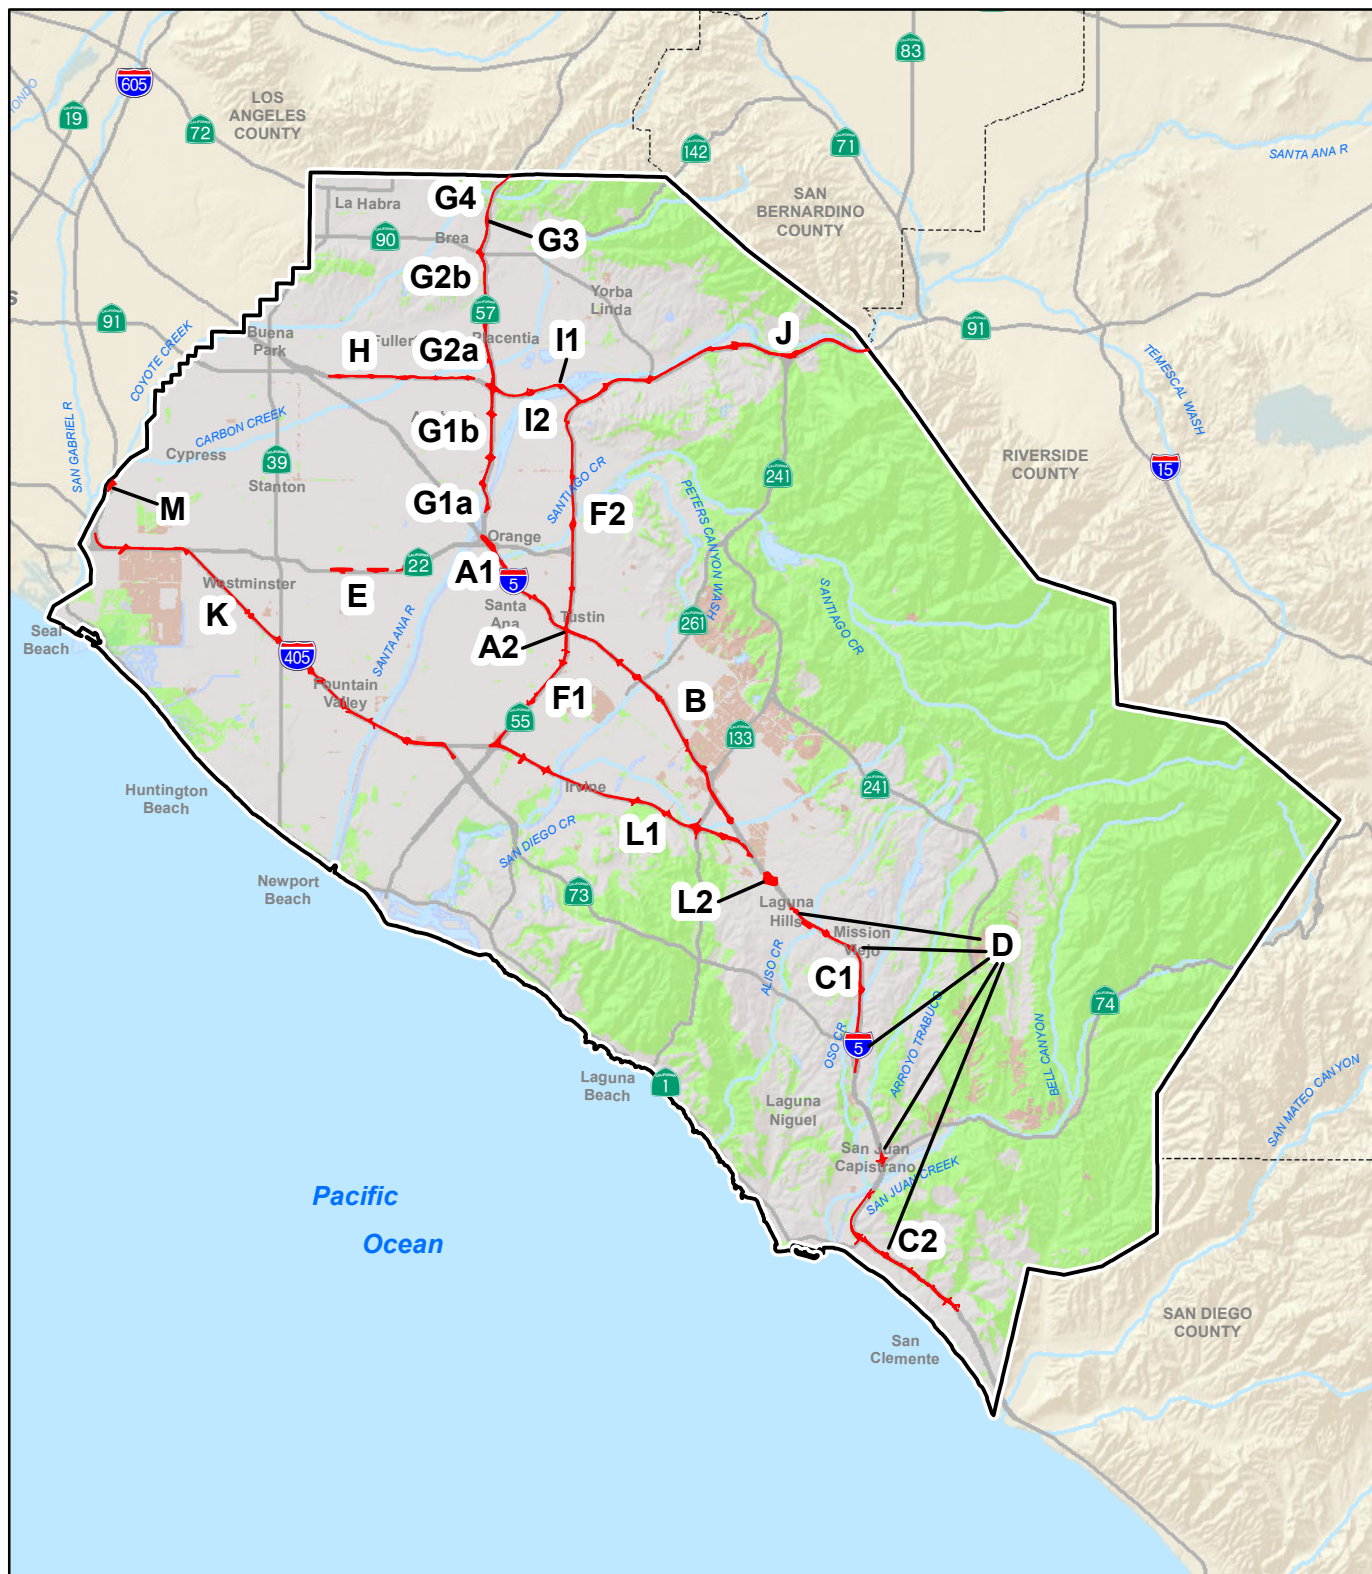 83
605
ONDO
LOS
ANGELES
COUNTY
19
72
71
142
SANTA ANA R
SAN
BERNARDINO
COUNTY
La Habra
G4
90
Brea
G3
G2b
Yorba
Linda
57
91
91
s
COYOTE CREEK
Buena
Park
H
G2a
Placentia
I1
J
TEMESCAL WASH
I2
G1b
CARBON CREEK
SAN GABRIEL R
Cypress
39
Stanton
SANTIAGO CR
PETERS CANYON WASH
241
RIVERSIDE
COUNTY
15
M
G1a
F2
Orange
22
E
A1
5
Westminster
K
Santa
Ana
Tustin
A2
261
S SANTIAGO CR
SANTA ANA R
Seal
Beach
405
Fountain
Valley
F1
B
55
133
Irvine
241
Huntington
Beach
L1
SAN DIEGO CR
Newport
Beach
73
L2
Laguna
Hills
Mission
Viejo
D
C1
ALISO CR
74
5
OSO CR
ARROYO TRABUCO
BELL CANYON
Laguna
Beach
1
Laguna
Niguel
SAN MATEO CANYON
San Juan
Capistrano
SAN JUAN CREEK
Pacific
Ocean
C2
San
Clemente
SAN DIEGO
COUNTY